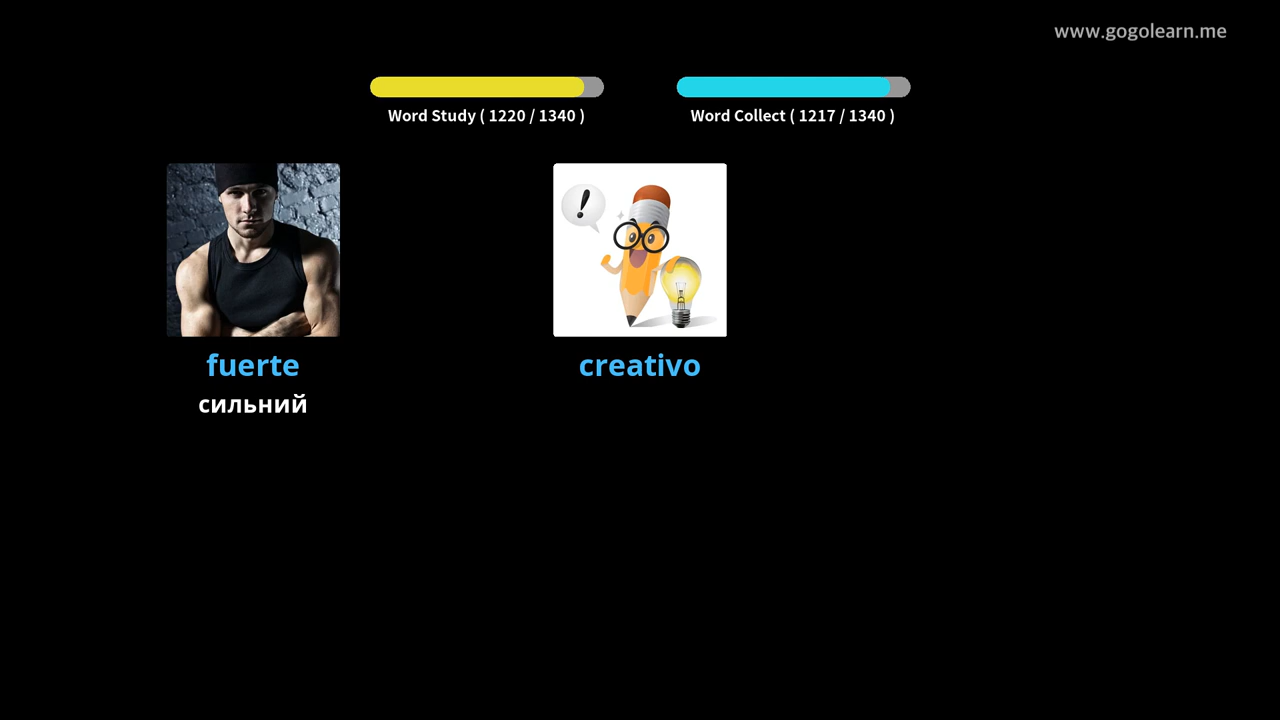 www.gogolearn.me
Word Study ( 1220 / 1340 )
Word Collect ( 1217 / 1340 )
fuerte
сильний
creativo